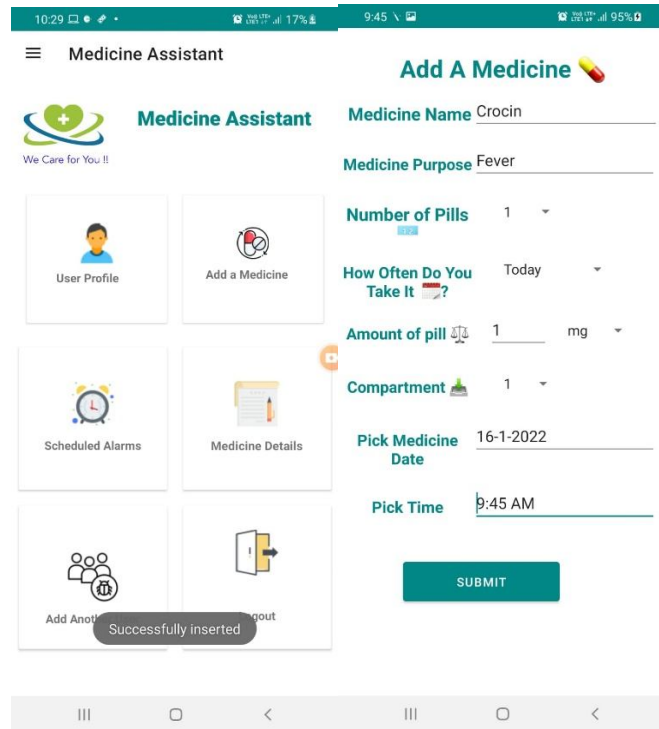 10:29
17%
Medicine Assistant
Medicine Assistant
We Care for You !!
User Profile
Add a Medicine
Scheduled Alarms
Medicine Details
Add Anot
ogout
Successfully inserted
9:45
95%
Add A Medicine
Medicine Name Crocin
Medicine Purpose Fever
Number of Pills 1
How Often Do You Today
Take It ?
Amount of pill 1 mg
Compartment 1
Pick Medicine 16-1-2022
Date
Pick Time 9:45 AM
SUBMIT